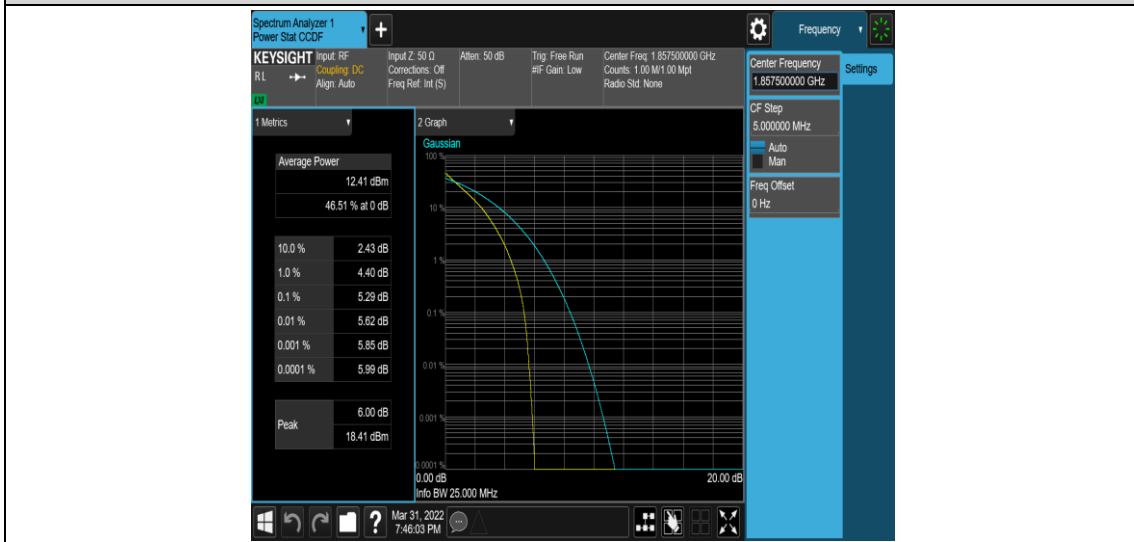 Spectrum Analyzer 1
Power Stat CCDF
Frequency
KEYSIGHT
RL
LXI
Input: RF
Coupling: DC
Align: Auto
Input Z: 50 Ω
Corrections: Off
Freq Ref: Int (S)
Atten: 50 dB
Trig: Free Run
#IF Gain: Low
Center Freq: 1.857500000 GHz
Counts: 1.00 M/1.00 Mpt
Radio Std: None
Center Frequency
1.857500000 GHz
Settings
CF Step
5.000000 MHz
Auto
Man
Freq Offset
0 Hz
1 Metrics
Average Power
12.41 dBm
46.51 % at 0 dB
10.0 % 2.43 dB
1.0 % 4.40 dB
0.1 % 5.29 dB
0.01 % 5.62 dB
0.001 % 5.85 dB
0.0001 % 5.99 dB
Peak
6.00 dB
18.41 dBm
2 Graph
Gaussian
100 %
10 %
1 %
0.1 %
0.01 %
0.001 %
0.0001 %
0.00 dB
20.00 dB
Info BW 25.000 MHz
Mar 31, 2022
7:46:03 PM